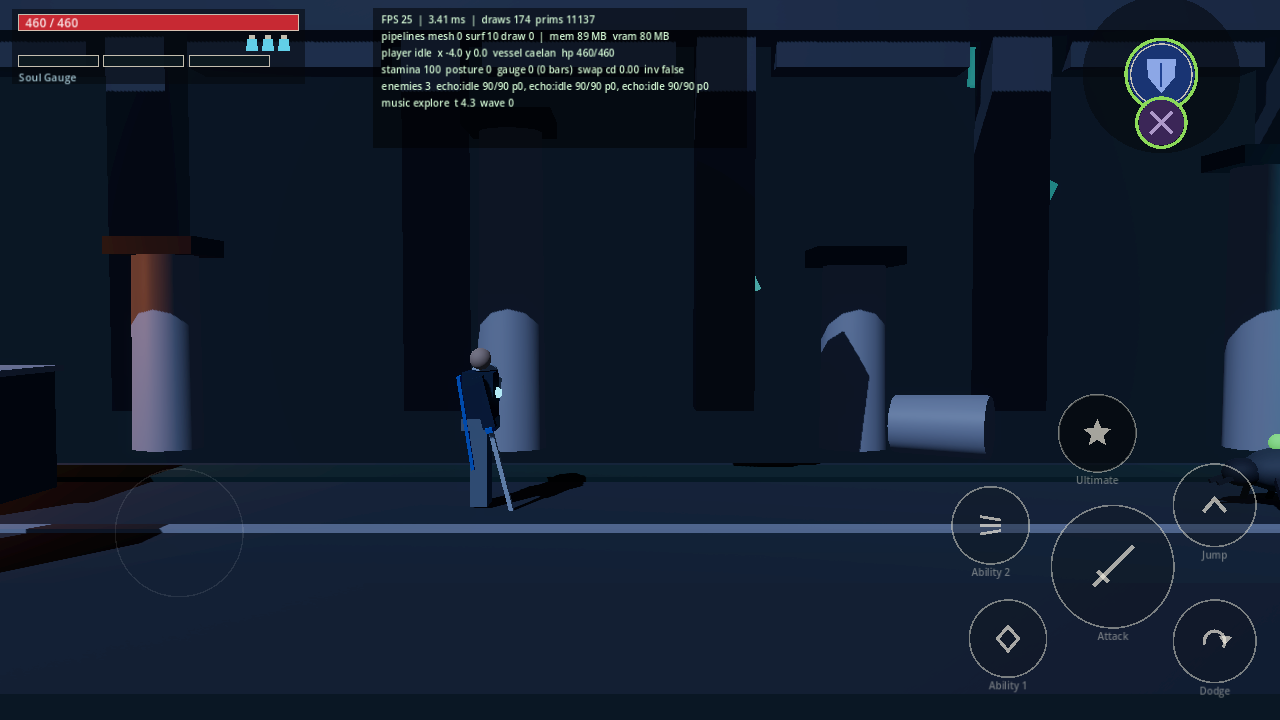 460 / 460
Soul Gauge
FPS 25 | 3.41 ms | draws 174 prims 11137
pipelines mesh 0 surf 10 draw 0 | mem 89 MB vram 80 MB
player idle x -4.0 y 0.0 vessel caelan hp 460/460
stamina 100 posture 0 gauge 0 (0 bars) swap cd 0.00 inv false
enemies 3 echo:idle 90/90 p0, echo:idle 90/90 p0, echo:idle 90/90 p0
music explore t 4.3 wave 0
Ultimate
Jump
Ability 2
Attack
Ability 1
Dodge